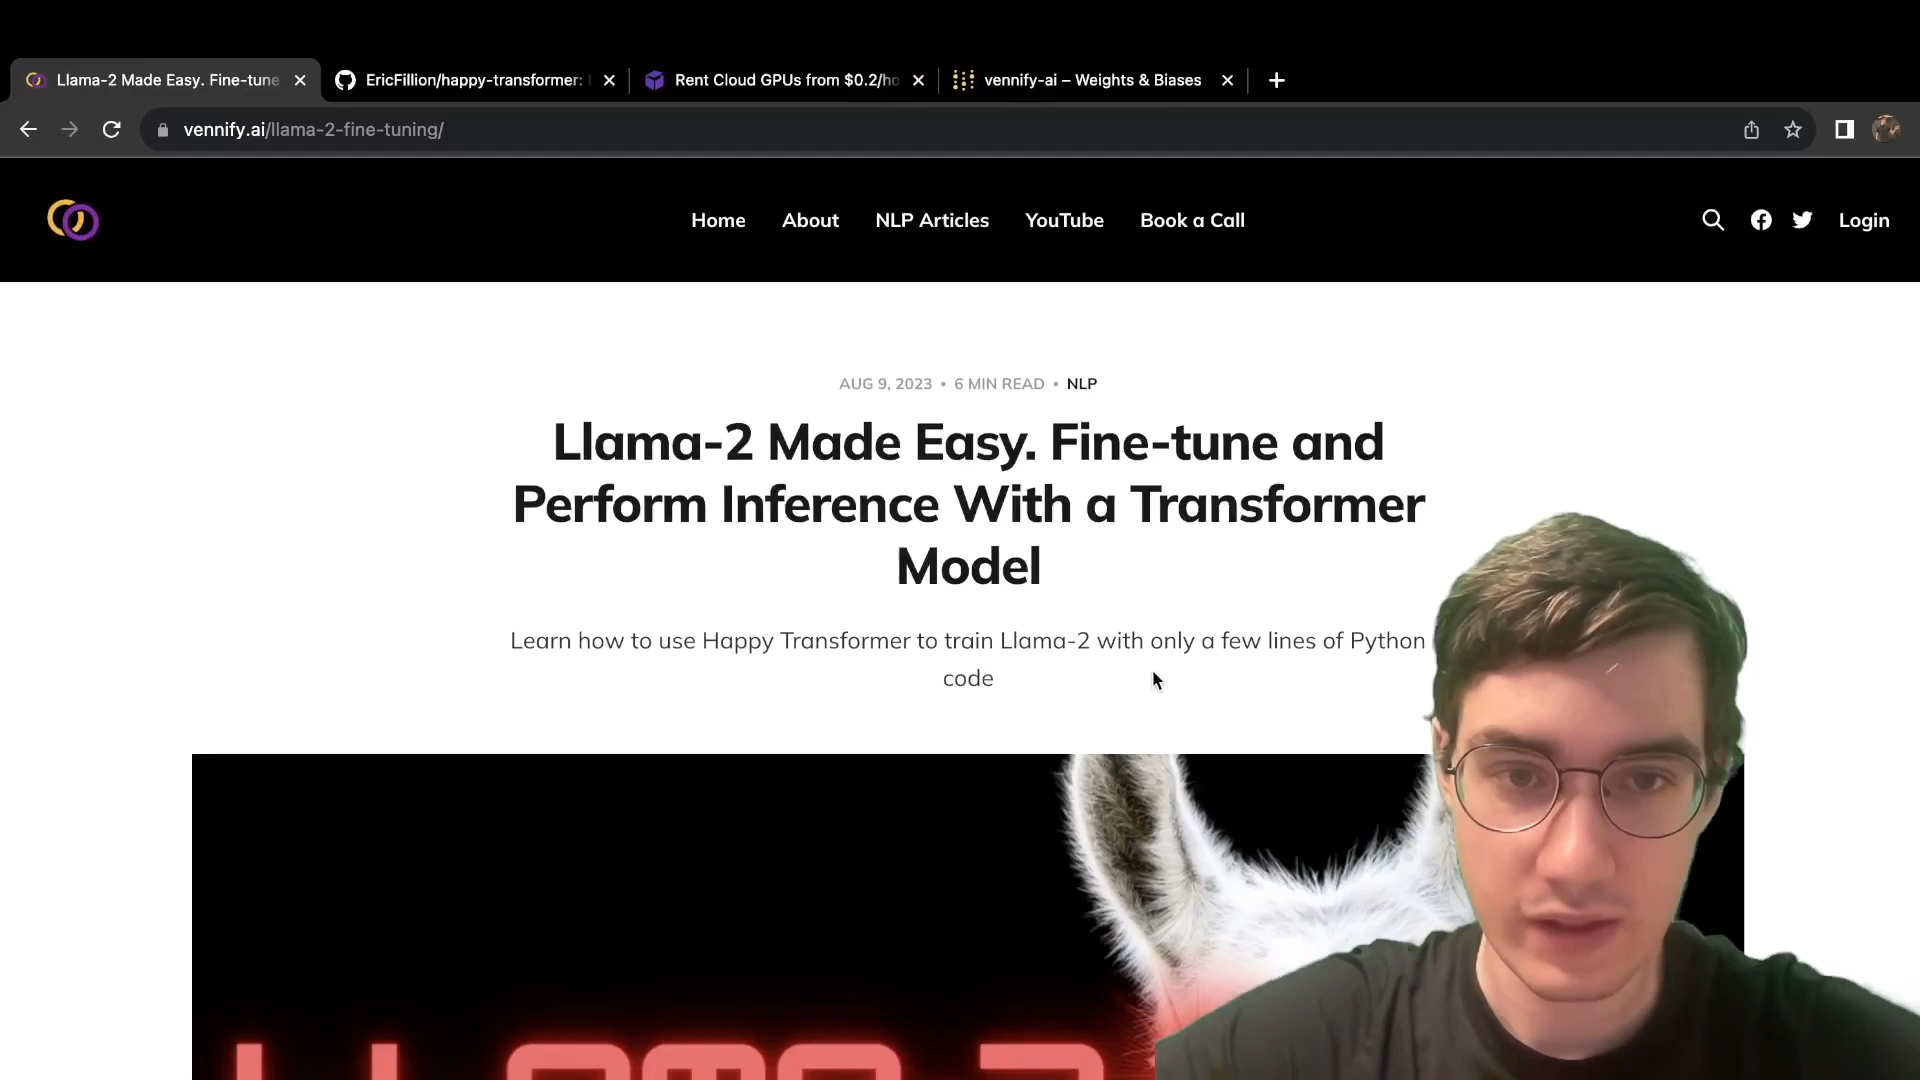 Llama-2 Made Easy. Fine-tune
EricFillion/happy-transformer:
Rent Cloud GPUs from $0.2/ho
vennify-ai – Weights & Biases
vennify.ai/llama-2-fine-tuning/
Home
About
NLP Articles
YouTube
Book a Call
Login
AUG 9, 2023 • 6 MIN READ • NLP
Llama-2 Made Easy. Fine-tune and
Perform Inference With a Transformer
Model
Learn how to use Happy Transformer to train Llama-2 with only a few lines of Python
code
LLAMA-2